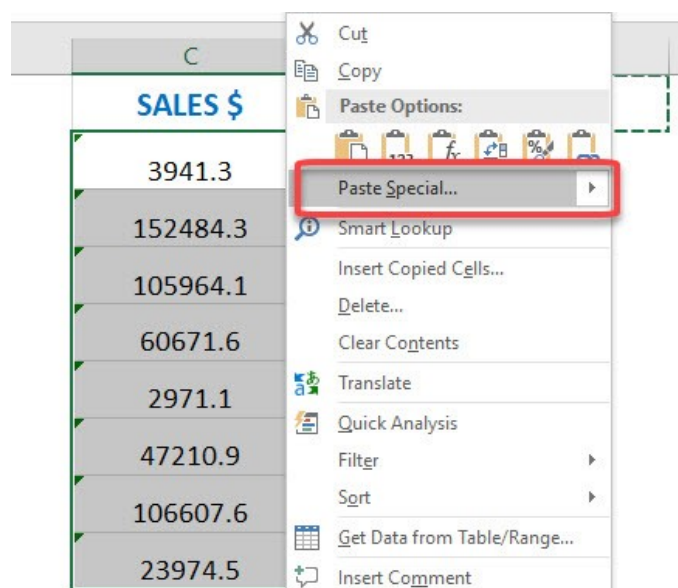 C
SALES $
3941.3
152484.3
105964.1
60671.6
2971.1
47210.9
106607.6
23974.5
Cut
Copy
Paste Options:
123 fx %
Paste Special...
Smart Lookup
Insert Copied Cells...
Delete...
Clear Contents
Translate
Quick Analysis
Filter
Sort
Get Data from Table/Range...
Insert Comment